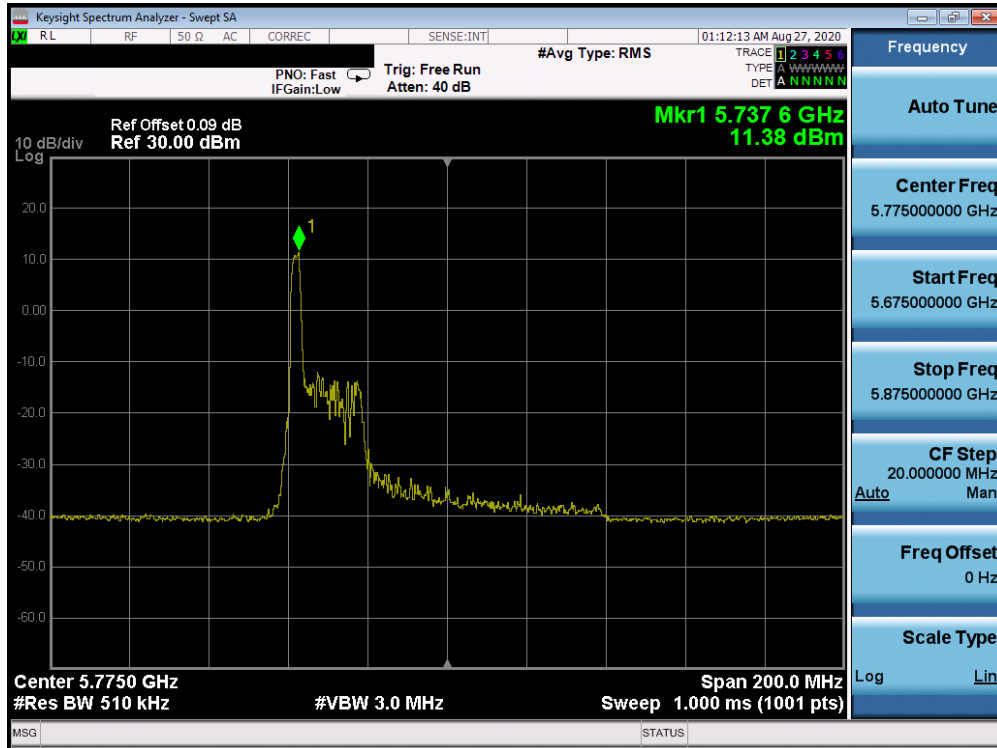 Keysight Spectrum Analyzer - Swept SA
LXI RL RF 50 Ω AC CORREC SENSE:INT 01:12:13 AM Aug 27, 2020
#Avg Type: RMS
TRACE 1 2 3 4 5 6
TYPE A WWWWW
DET A N N N N N
PNO: Fast
IFGain:Low
Trig: Free Run
Atten: 40 dB
Mkr1 5.737 6 GHz
11.38 dBm
Ref Offset 0.09 dB
10 dB/div Ref 30.00 dBm
Log
1
20.0
10.0
0.00
-10.0
-20.0
-30.0
-40.0
-50.0
-60.0
Center 5.7750 GHz
Span 200.0 MHz
#Res BW 510 kHz
#VBW 3.0 MHz
Sweep 1.000 ms (1001 pts)
MSG
STATUS
Frequency
Auto Tune
Center Freq
5.775000000 GHz
Start Freq
5.675000000 GHz
Stop Freq
5.875000000 GHz
CF Step
20.000000 MHz
Auto Man
Freq Offset
0 Hz
Scale Type
Log Lin